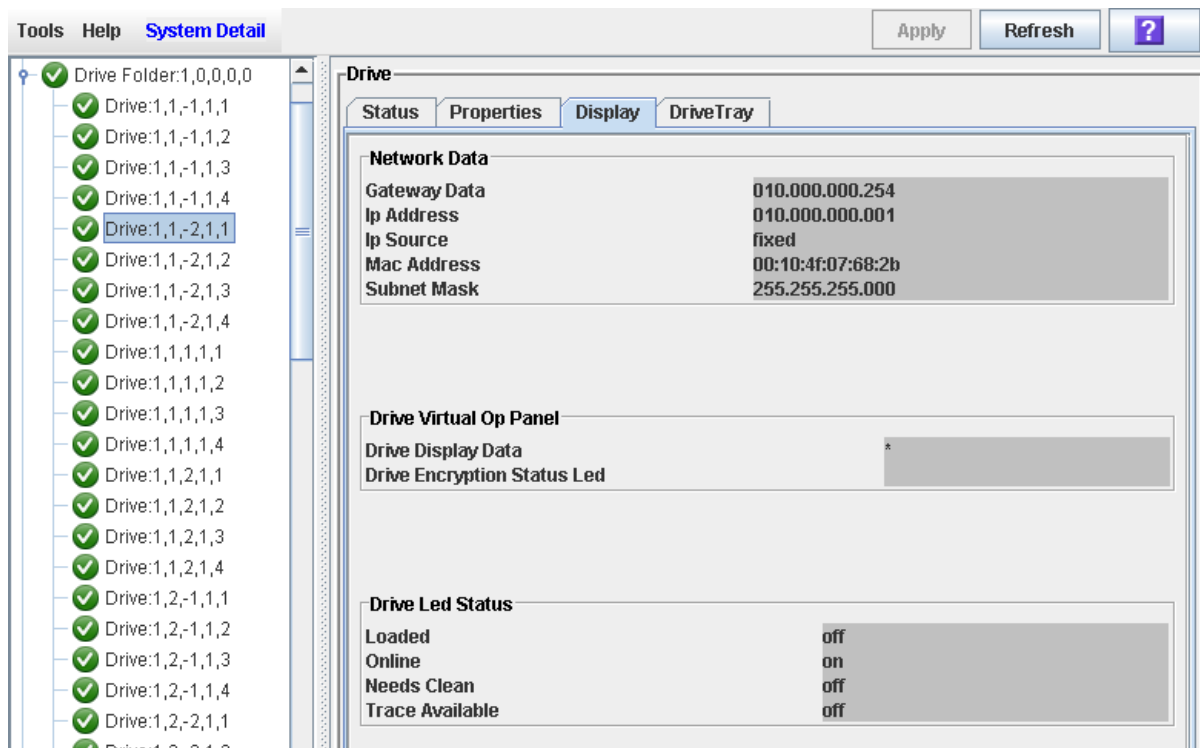 Tools Help System Detail
Apply Refresh ?
Drive Folder:1,0,0,0,0
Drive:1,1,-1,1,1
Drive:1,1,-1,1,2
Drive:1,1,-1,1,3
Drive:1,1,-1,1,4
Drive:1,1,-2,1,1
Drive:1,1,-2,1,2
Drive:1,1,-2,1,3
Drive:1,1,-2,1,4
Drive:1,1,1,1,1
Drive:1,1,1,1,2
Drive:1,1,1,1,3
Drive:1,1,1,1,4
Drive:1,1,2,1,1
Drive:1,1,2,1,2
Drive:1,1,2,1,3
Drive:1,1,2,1,4
Drive:1,2,-1,1,1
Drive:1,2,-1,1,2
Drive:1,2,-1,1,3
Drive:1,2,-1,1,4
Drive:1,2,-2,1,1
Drive
Status Properties Display DriveTray
Network Data
Gateway Data 010.000.000.254
Ip Address 010.000.000.001
Ip Source fixed
Mac Address 00:10:4f:07:68:2b
Subnet Mask 255.255.255.000
Drive Virtual Op Panel
Drive Display Data *
Drive Encryption Status Led
Drive Led Status
Loaded off
Online on
Needs Clean off
Trace Available off